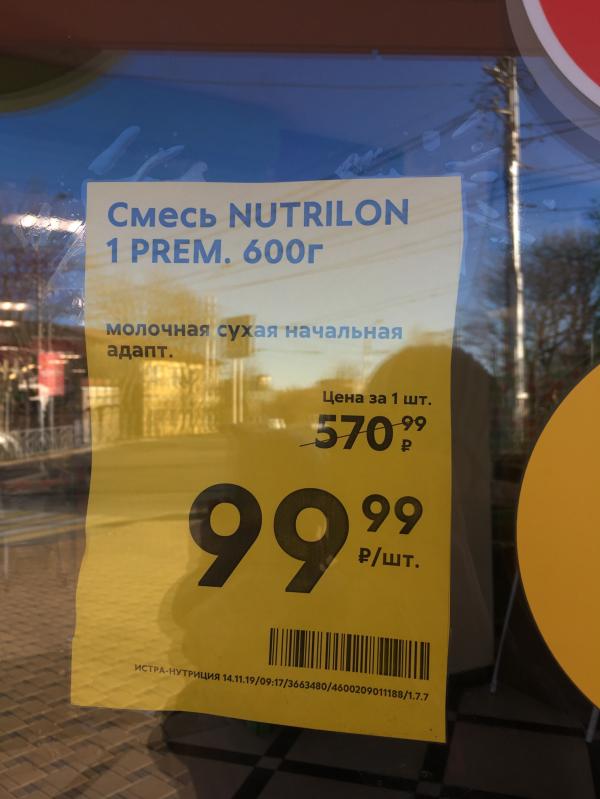 Смесь NUTRILON
1 PREM. 600г
молочная сухая начальная
адапт.
Цена за 1 шт.
570 99 ₽
99 99
₽/шт.
ИСТРА-НУТРИЦИЯ 14.11.19/09:17/3663480/4600209011188/1.7.7